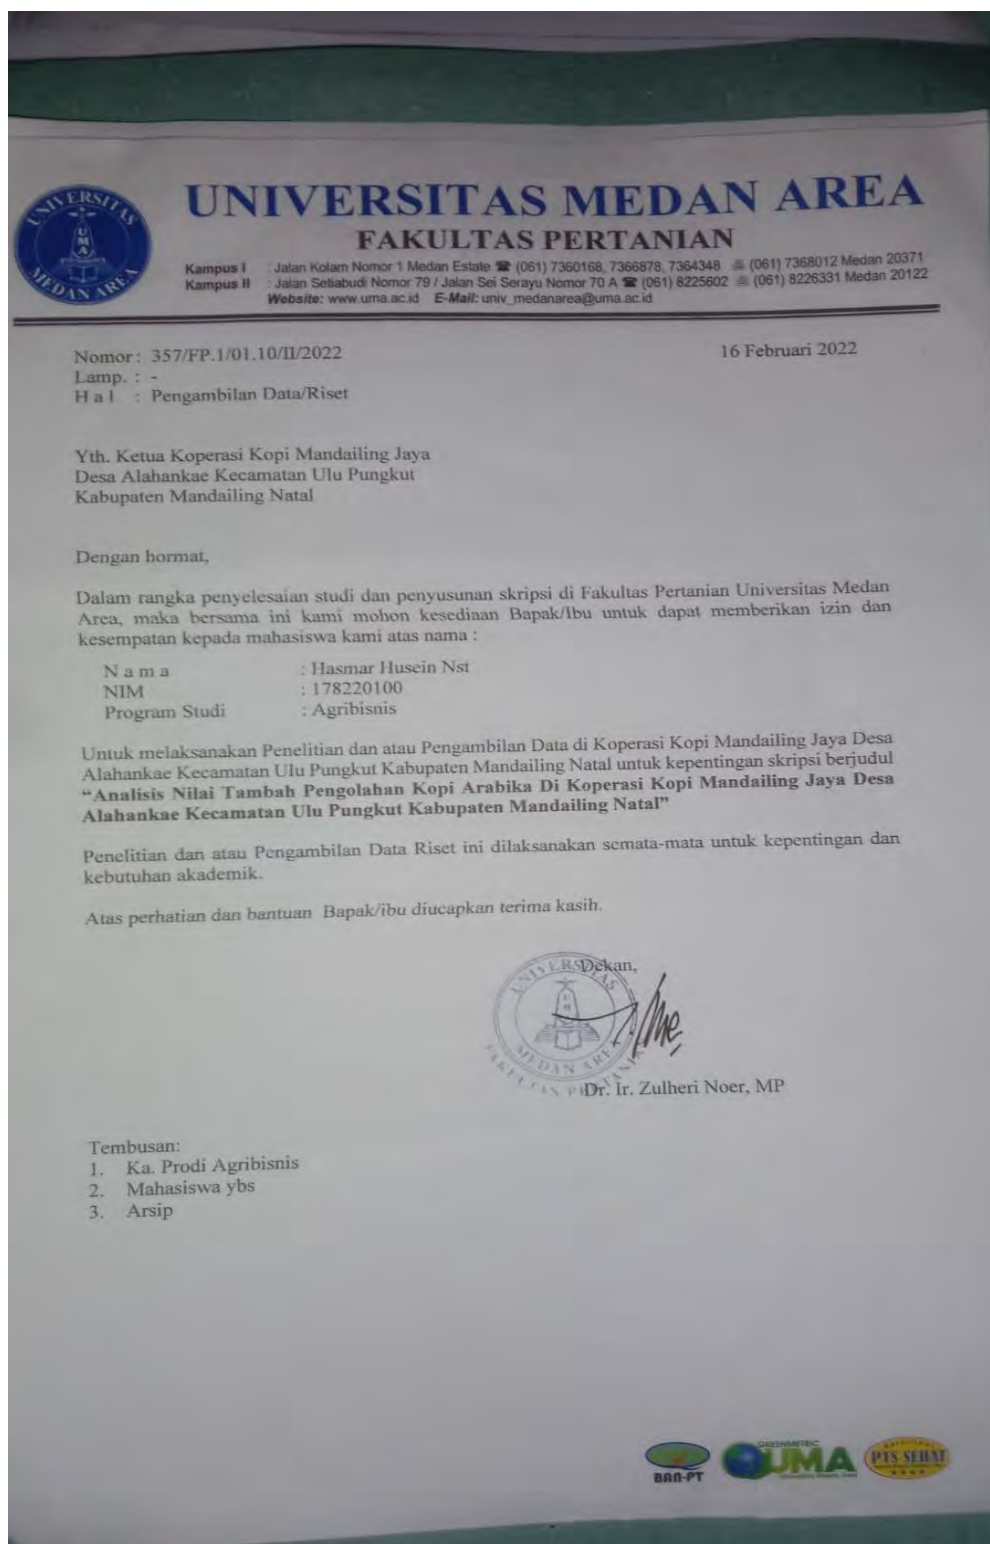 UNIVERSITAS MEDAN AREA
UNIVERSITAS MEDAN AREA
FAKULTAS PERTANIAN
Kampus I : Jalan Kolam Nomor 1 Medan Estate ☎ (061) 7360168, 7366878, 7364348 (061) 7368012 Medan 20371
Kampus II : Jalan Setiabudi Nomor 79 / Jalan Sei Serayu Nomor 70 A ☎ (061) 8225602 (061) 8226331 Medan 20122
Website: www.uma.ac.id E-Mail: univ_medanarea@uma.ac.id
Nomor : 357/FP.1/01.10/II/2022
16 Februari 2022
Lamp. : -
H a l : Pengambilan Data/Riset
Yth. Ketua Koperasi Kopi Mandailing Jaya
Desa Alahankae Kecamatan Ulu Pungkut
Kabupaten Mandailing Natal
Dengan hormat,
Dalam rangka penyelesaian studi dan penyusunan skripsi di Fakultas Pertanian Universitas Medan
Area, maka bersama ini kami mohon kesediaan Bapak/Ibu untuk dapat memberikan izin dan
kesempatan kepada mahasiswa kami atas nama :
N a m a : Hasmar Husein Nst
NIM : 178220100
Program Studi : Agribisnis
Untuk melaksanakan Penelitian dan atau Pengambilan Data di Koperasi Kopi Mandailing Jaya Desa
Alahankae Kecamatan Ulu Pungkut Kabupaten Mandailing Natal untuk kepentingan skripsi berjudul
“Analisis Nilai Tambah Pengolahan Kopi Arabika Di Koperasi Kopi Mandailing Jaya Desa
Alahankae Kecamatan Ulu Pungkut Kabupaten Mandailing Natal”
Penelitian dan atau Pengambilan Data Riset ini dilaksanakan semata-mata untuk kepentingan dan
kebutuhan akademik.
Atas perhatian dan bantuan Bapak/ibu diucapkan terima kasih.
Dekan,
UNIVERSITAS MEDAN AREA
FAKULTAS PERTANIAN
Dr. Ir. Zulheri Noer, MP
Tembusan:
1. Ka. Prodi Agribisnis
2. Mahasiswa ybs
3. Arsip
BAN-PT
GREENMETRIC
UMA
PTS SEHAT